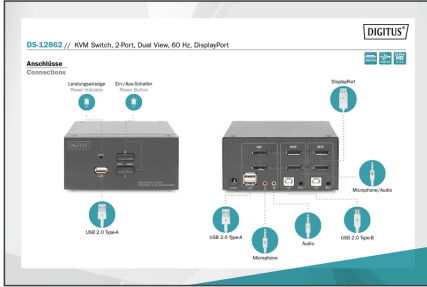 DIGITUS®
DS-12862 // KVM Switch, 2-Port, Dual View, 60 Hz, DisplayPort
Anschlüsse
Connections
Leistungsanzeige
Power Indicator
Ein-/Aus-Schalter
Power Button
DisplayPort
DIGITUS
Microphone/Audio
USB 2.0 Type-A
USB 2.0 Type-A
Microphone
Audio
USB 2.0 Type-B